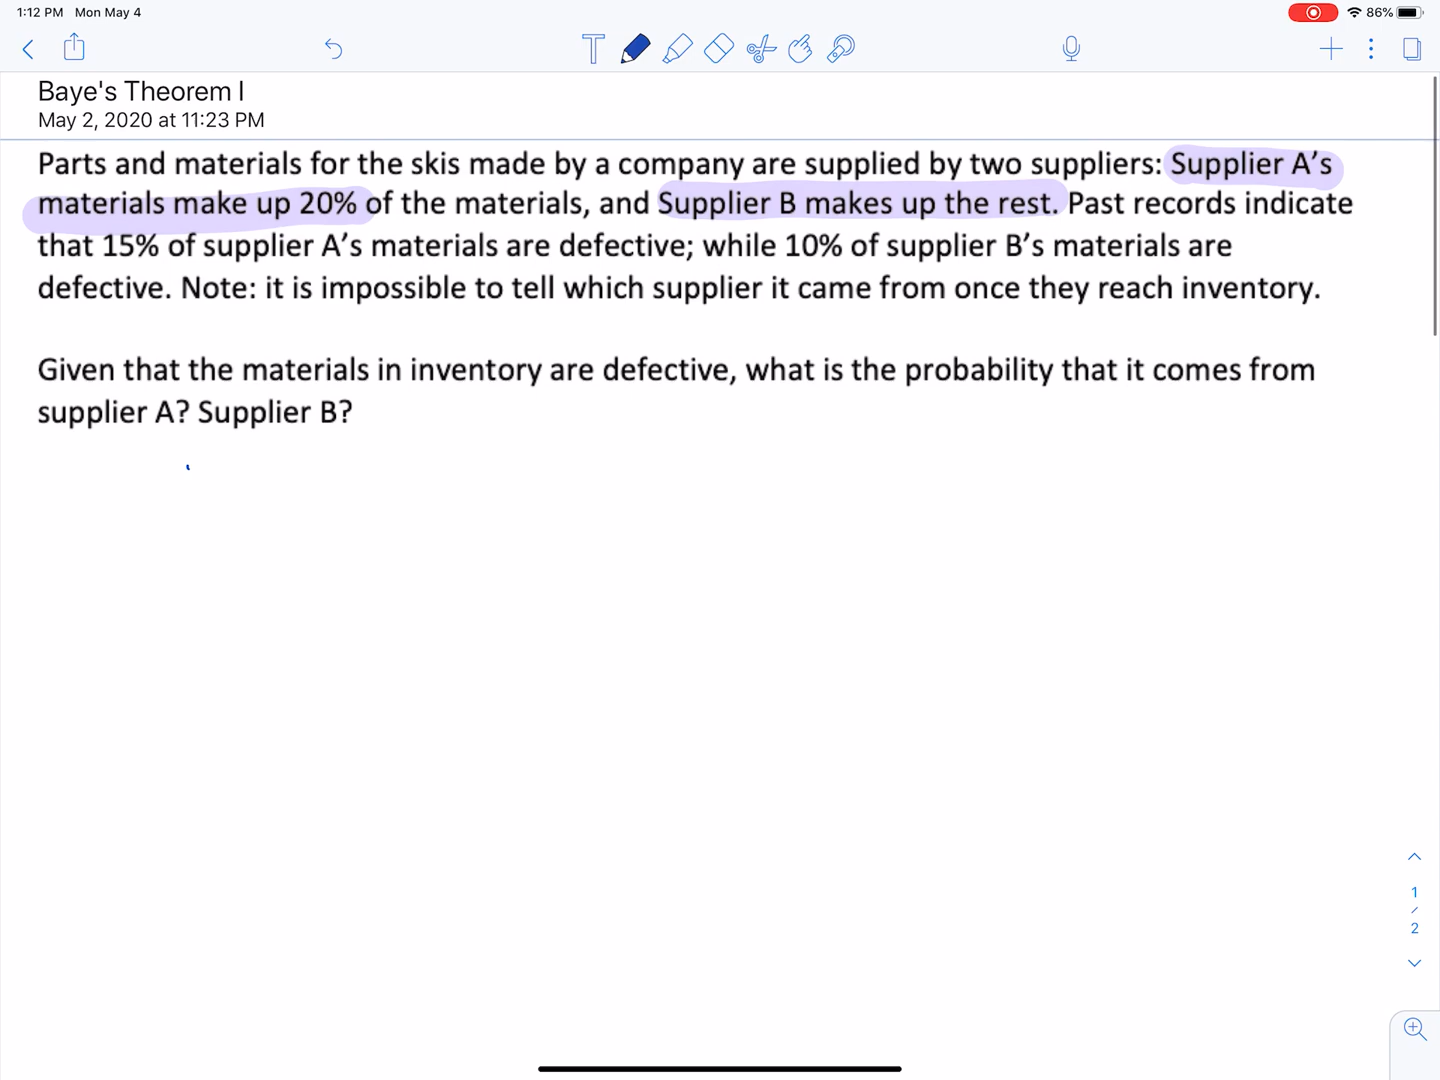 1:12 PM Mon May 4
86%
Baye's Theorem I
May 2, 2020 at 11:23 PM
Parts and materials for the skis made by a company are supplied by two suppliers: Supplier A’s
materials make up 20% of the materials, and Supplier B makes up the rest. Past records indicate
that 15% of supplier A’s materials are defective; while 10% of supplier B’s materials are
defective. Note: it is impossible to tell which supplier it came from once they reach inventory.
Given that the materials in inventory are defective, what is the probability that it comes from
supplier A? Supplier B?
1
/
2